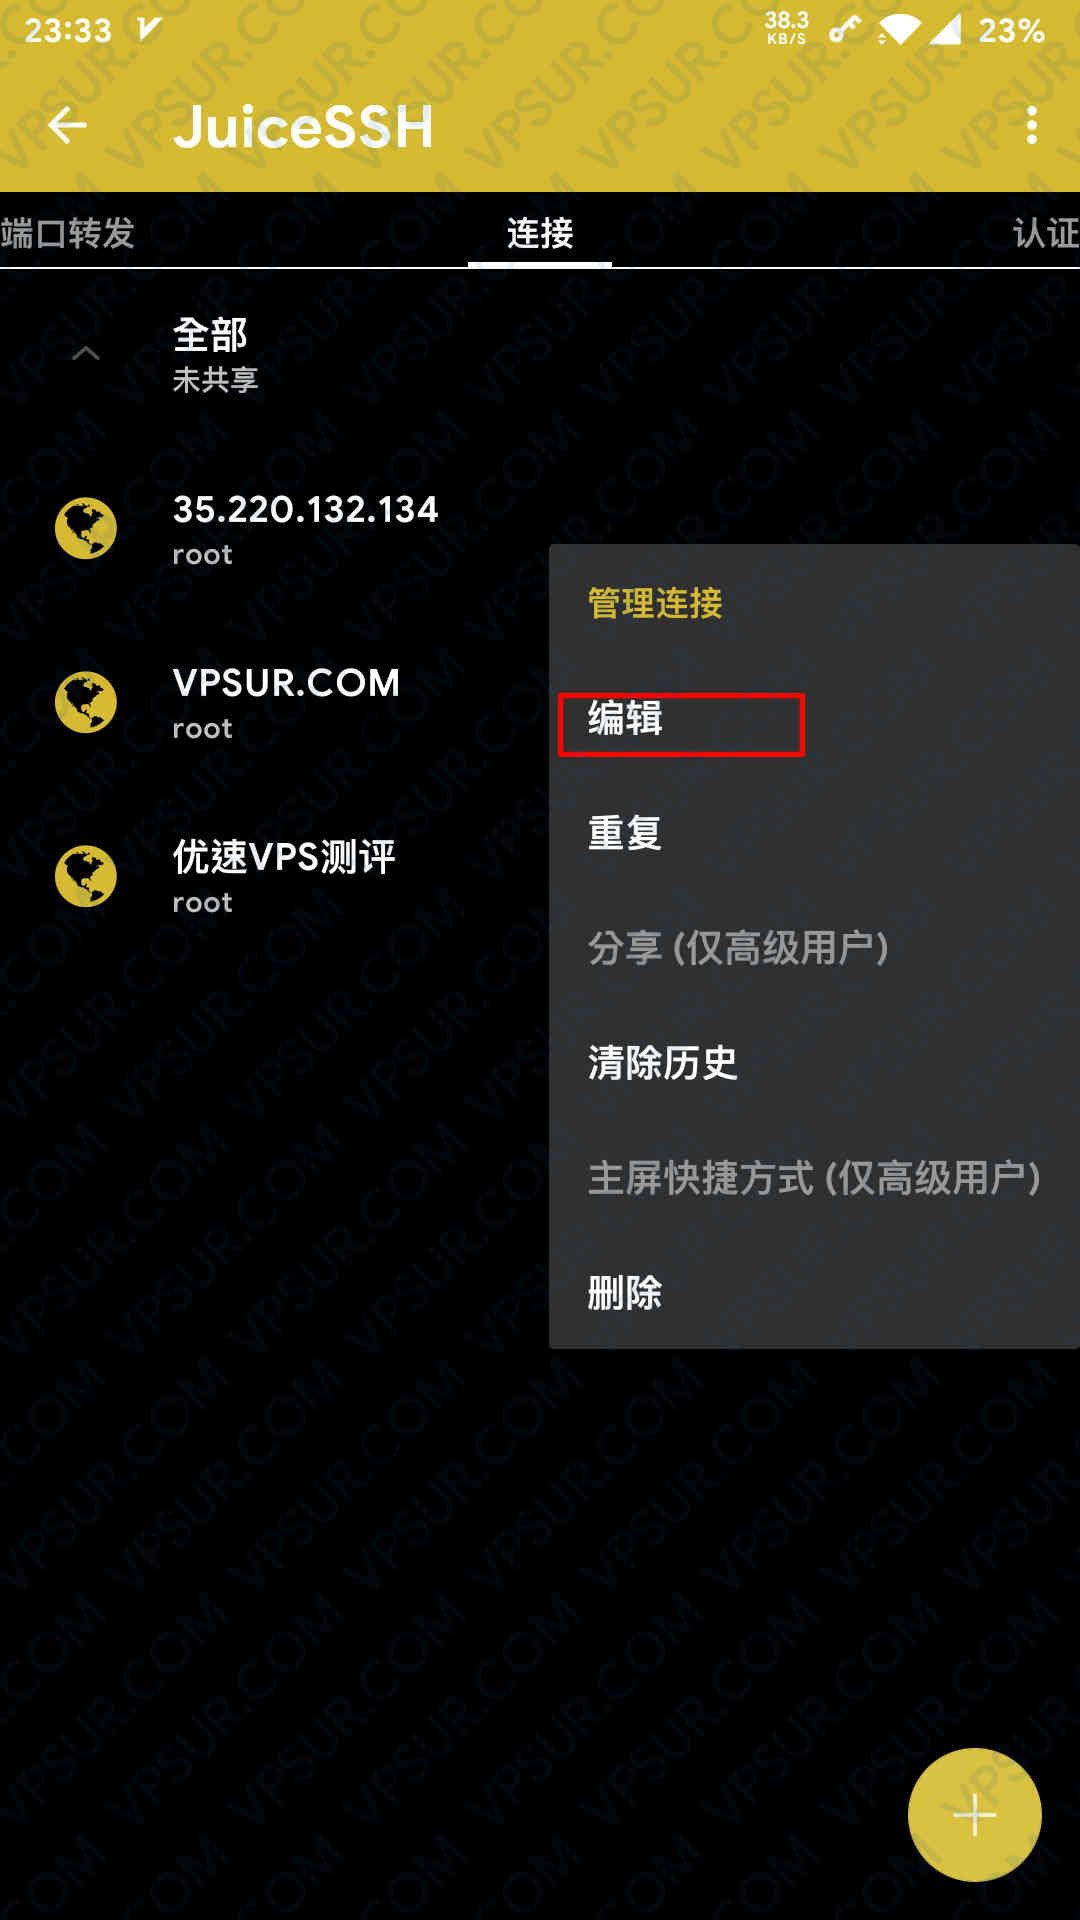 23:33
38.3
KB/S
23%
JuiceSSH
端口转发
连接
认证
全部
未共享
35.220.132.134
root
VPSUR.COM
root
优速VPS测评
root
管理连接
编辑
重复
分享 (仅高级用户)
清除历史
主屏快捷方式 (仅高级用户)
删除
VPSUR.COM